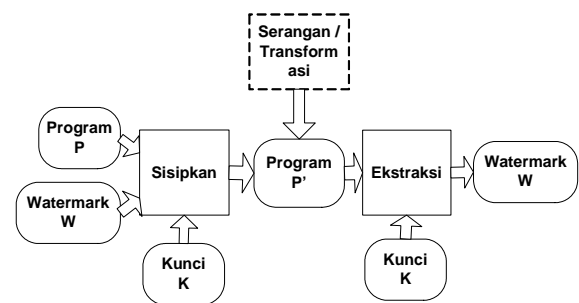 Serangan /
Transform
asi
Program
P
Sisipkan
Program
P'
Ekstraksi
Watermark
W
Watermark
W
Kunci
K
Kunci
K